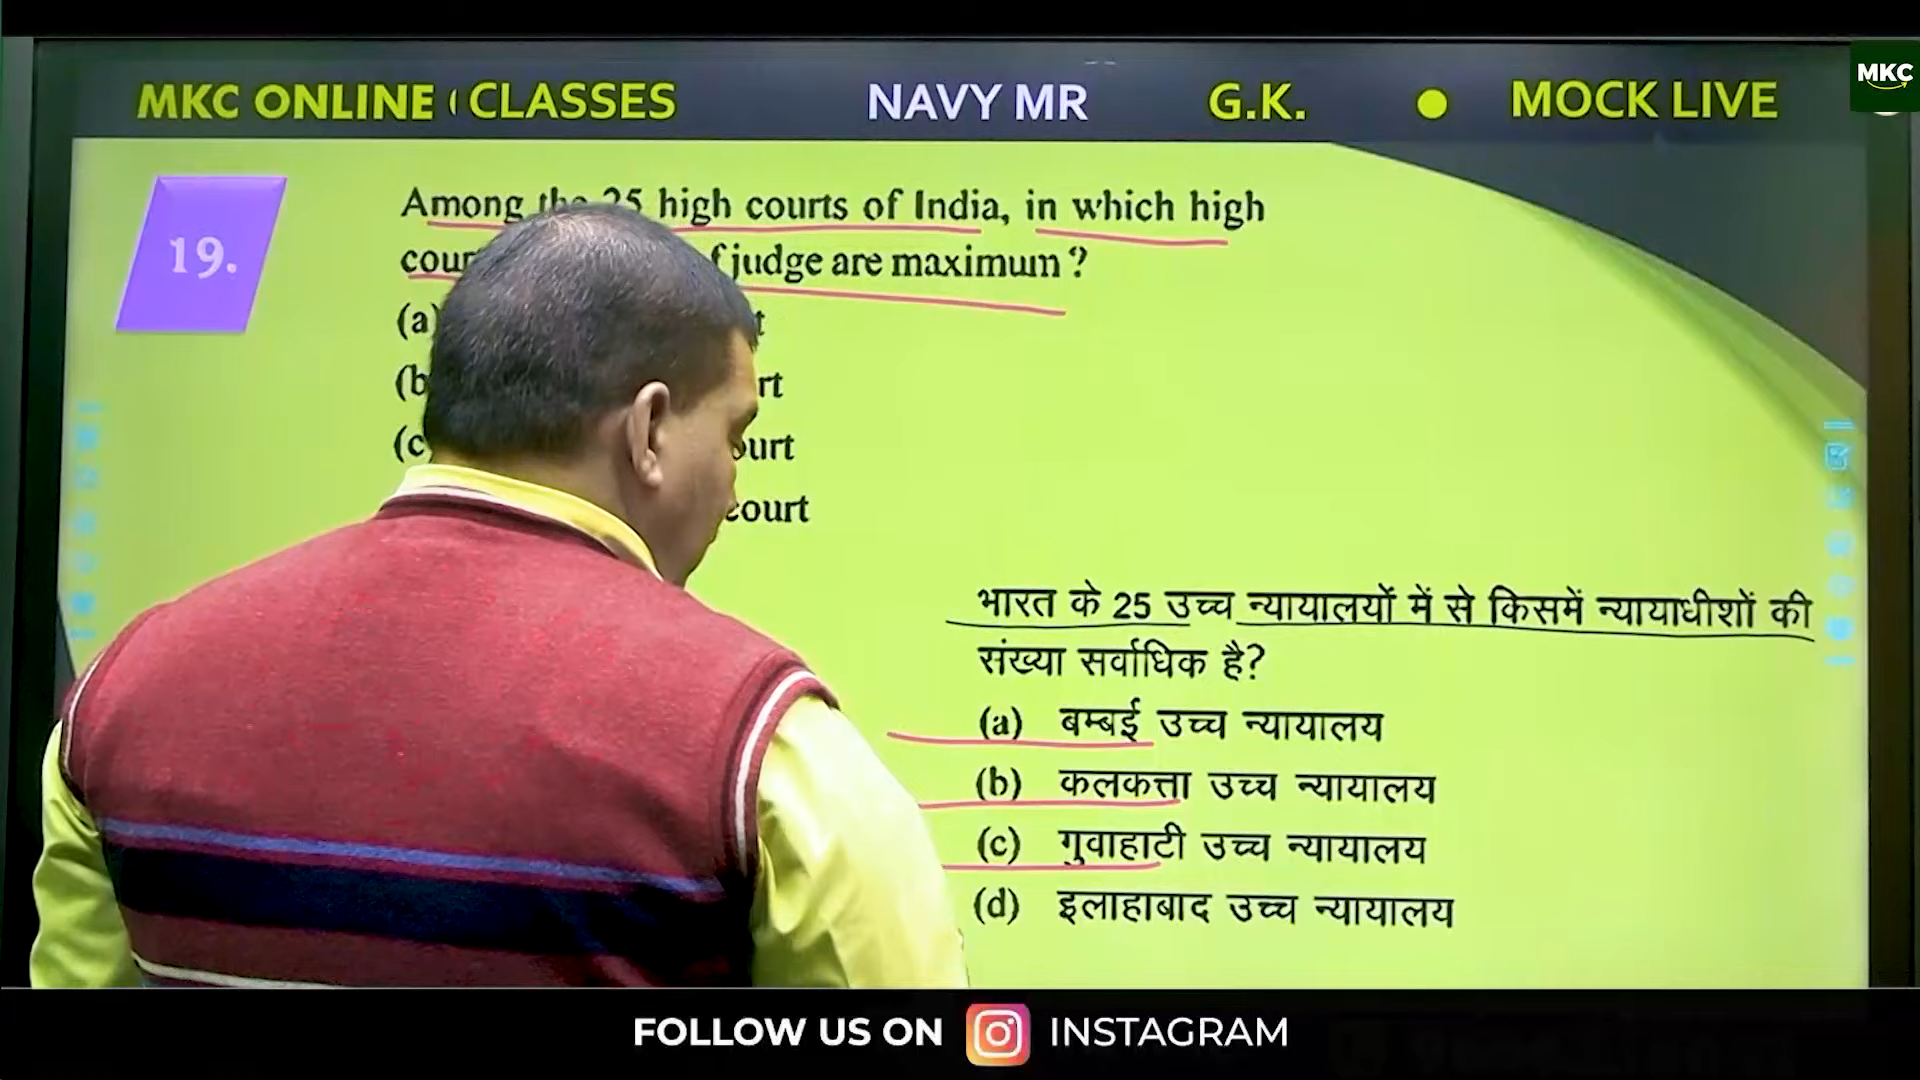 MKC ONLINE CLASSES NAVY MR G.K. MOCK LIVE
MKC
19.
Among the 25 high courts of India, in which high
judge are maximum ?
(a)
(b
(c
court
भारत के 25 उच्च न्यायालयों में से किसमें न्यायाधीशों की
संख्या सर्वाधिक है?
(a) बम्बई उच्च न्यायालय
(b) कलकत्ता उच्च न्यायालय
(c) गुवाहाटी उच्च न्यायालय
(d) इलाहाबाद उच्च न्यायालय
FOLLOW US ON INSTAGRAM